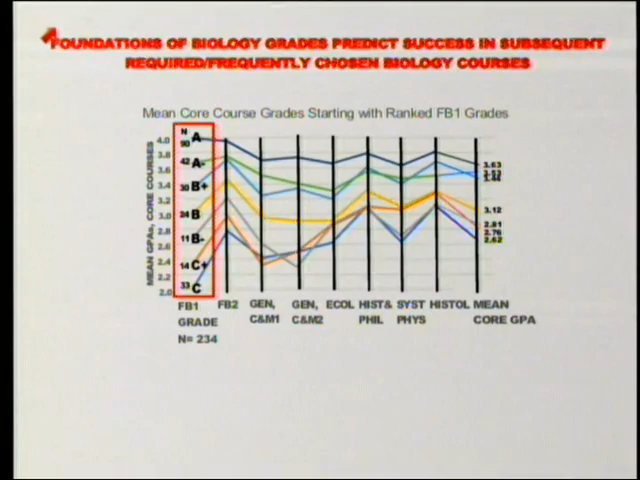 FOUNDATIONS OF BIOLOGY GRADES PREDICT SUCCESS IN SUBSEQUENT
REQUIRED/FREQUENTLY CHOSEN BIOLOGY COURSES
Mean Core Course Grades Starting with Ranked FB1 Grades
MEAN GPAs, CORE COURSES
4.0
3.8
3.6
3.4
3.2
3.0
2.8
2.6
2.4
2.2
2.0
N
90 A
42 A-
30 B+
24 B
11 B-
14 C+
33 C
3.63
3.53
3.12
2.81
2.76
2.62
FB1 GRADE
N= 234
FB2
GEN, C&M1
GEN, C&M2
ECOL
HIST& PHIL
SYST PHYS
HISTOL
MEAN CORE GPA